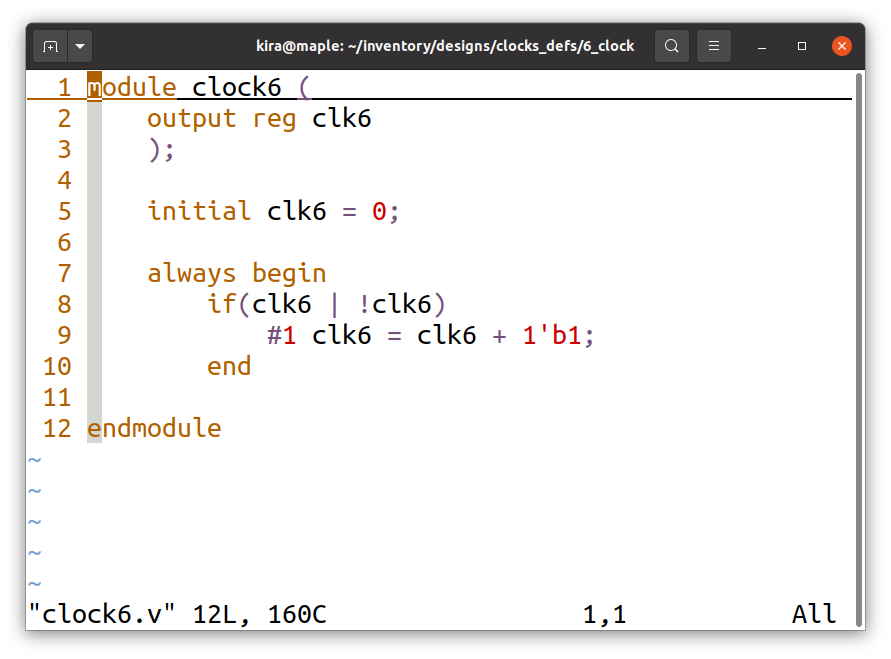 kira@maple: ~/inventory/designs/clocks_defs/6_clock
1 module clock6 (
2 output reg clk6
3 );
4
5 initial clk6 = 0;
6
7 always begin
8 if(clk6 | !clk6)
9 #1 clk6 = clk6 + 1'b1;
10 end
11
12 endmodule
~
~
~
~
~
"clock6.v" 12L, 160C 1,1 All